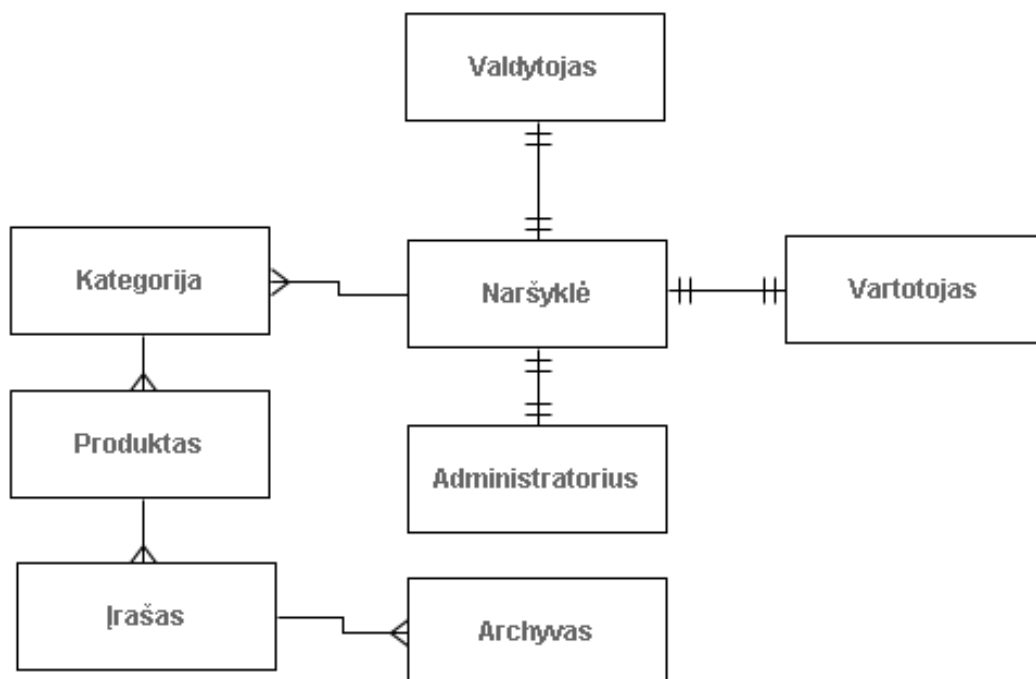 Valdytojas
Kategorija
Naršyklė
Vartotojas
Produktas
Administratorius
Įrašas
Archyvas